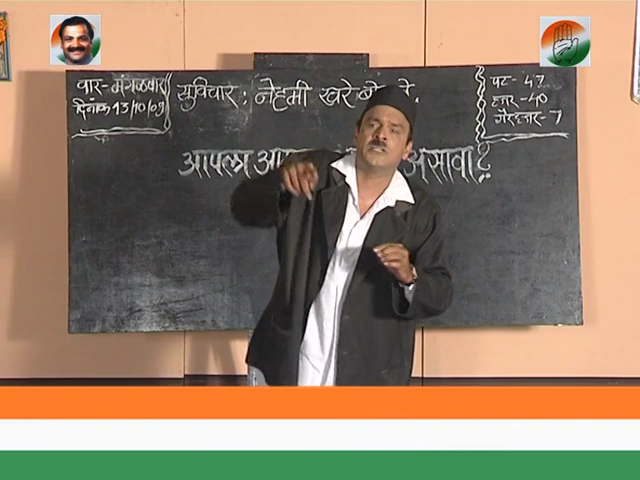 वार-मंगळवार
दिनांक 13/10/09
सुविचार: नेहमी खरे
पट- 47
हजर-40
गैरहजर-7
आपला असावा?